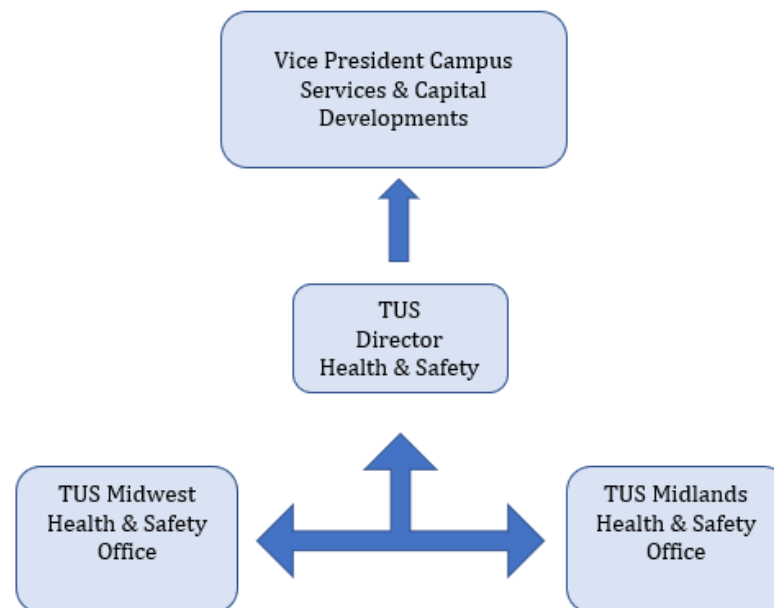 Vice President Campus
Services & Capital
Developments
TUS
Director
Health & Safety
TUS Midwest
Health & Safety
Office
TUS Midlands
Health & Safety
Office